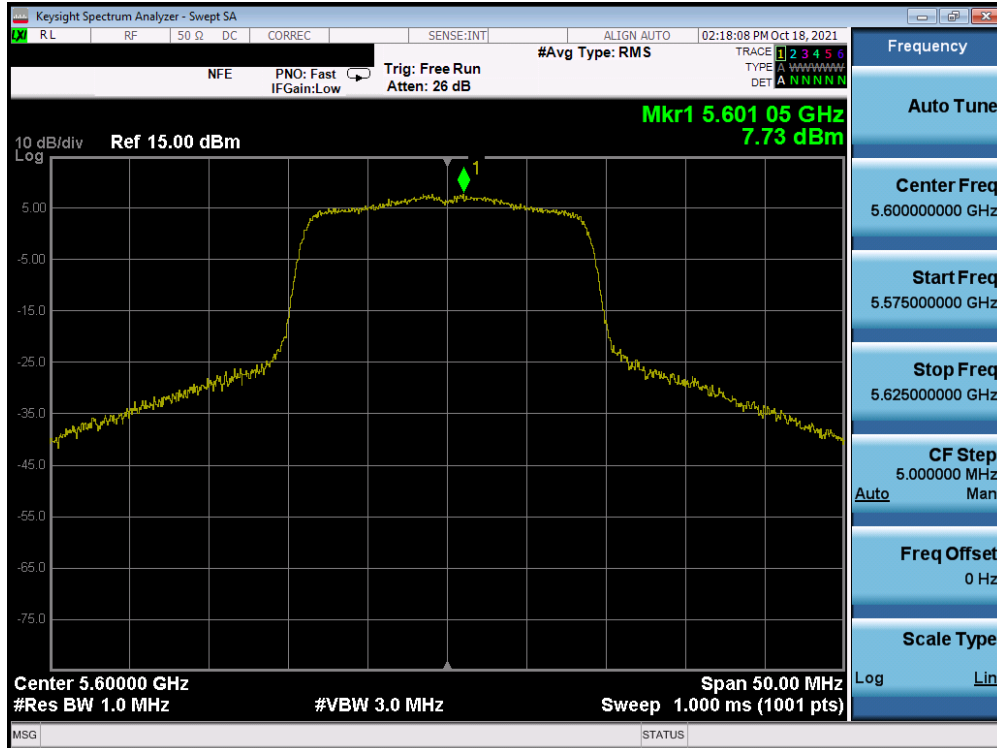 Keysight Spectrum Analyzer - Swept SA
LXI RL RF 50 Ω DC CORREC SENSE:INT ALIGN AUTO 02:18:08 PM Oct 18, 2021
NFE PNO: Fast Trig: Free Run #Avg Type: RMS TRACE 1 2 3 4 5 6
IFGain:Low Atten: 26 dB TYPE A WWWWW
DET A N N N N N
Mkr1 5.601 05 GHz
7.73 dBm
10 dB/div Ref 15.00 dBm
Log
1
5.00
-5.00
-15.0
-25.0
-35.0
-45.0
-55.0
-65.0
-75.0
Center 5.60000 GHz Span 50.00 MHz
#Res BW 1.0 MHz #VBW 3.0 MHz Sweep 1.000 ms (1001 pts)
MSG STATUS
Frequency
Auto Tune
Center Freq
5.600000000 GHz
Start Freq
5.575000000 GHz
Stop Freq
5.625000000 GHz
CF Step
5.000000 MHz
Auto Man
Freq Offset
0 Hz
Scale Type
Log Lin